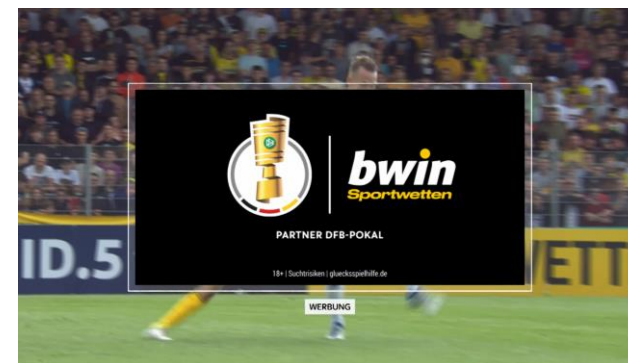 bwin
Sportwetten
PARTNER DFB-POKAL
18+ | Suchtrisiken | gluecksspielhilfe.de
ID.5
WETT
WERBUNG